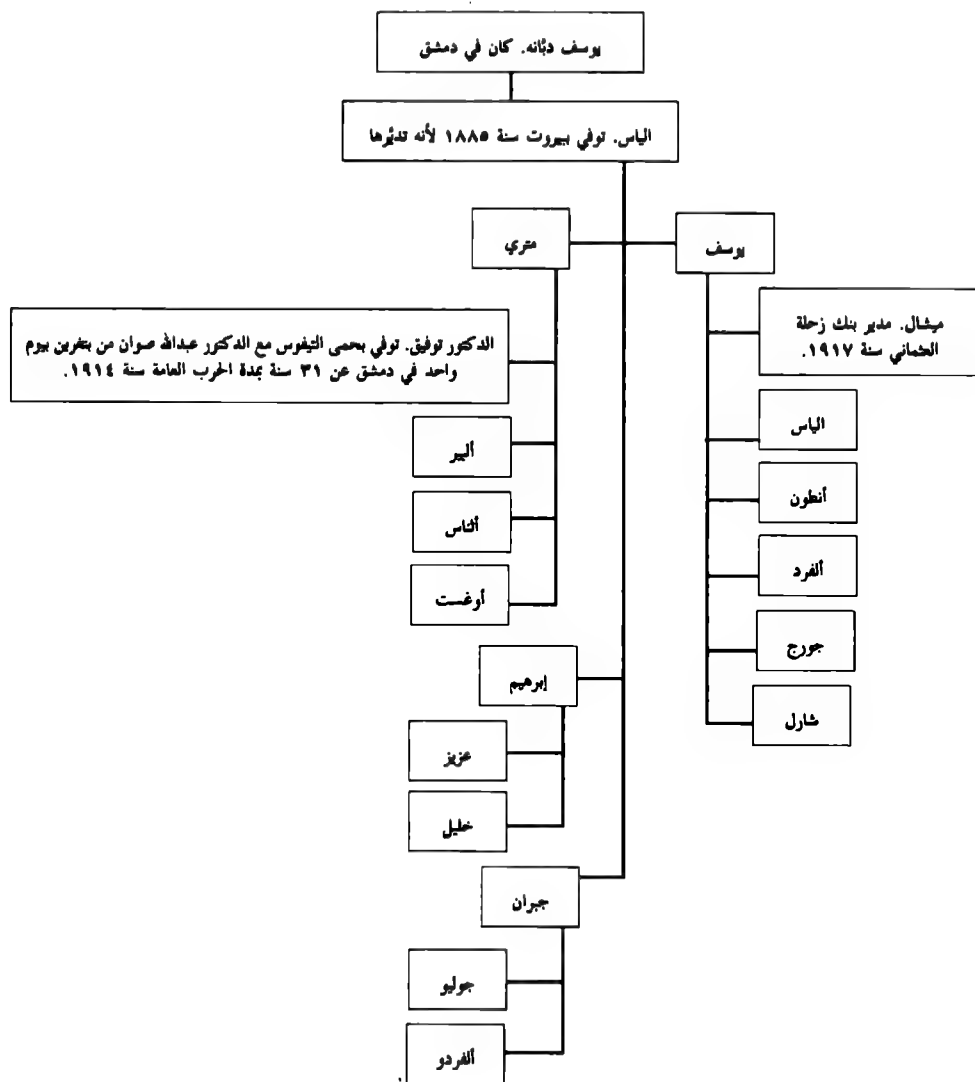 يوسف دبّانه. كان في دمشق
الياس. توفي ببيروت سنة ١٨٨٥ لأنه تديّرها
يوسف
متري
ميشال. مدير بنك زحلة
العثماني سنة ١٩١٧.
الياس
أنطون
ألفرد
جورج
شارل
الدكتور توفيق. توفي بحمى التيفوس مع الدكتور عبدالله صوان من بتغرين بيوم
واحد في دمشق عن ٣١ سنة بمدة الحرب العامة سنة ١٩١٤.
ألبير
ألناس
أوغست
إبرهيم
عزيز
خليل
جبران
جوليو
ألفردو